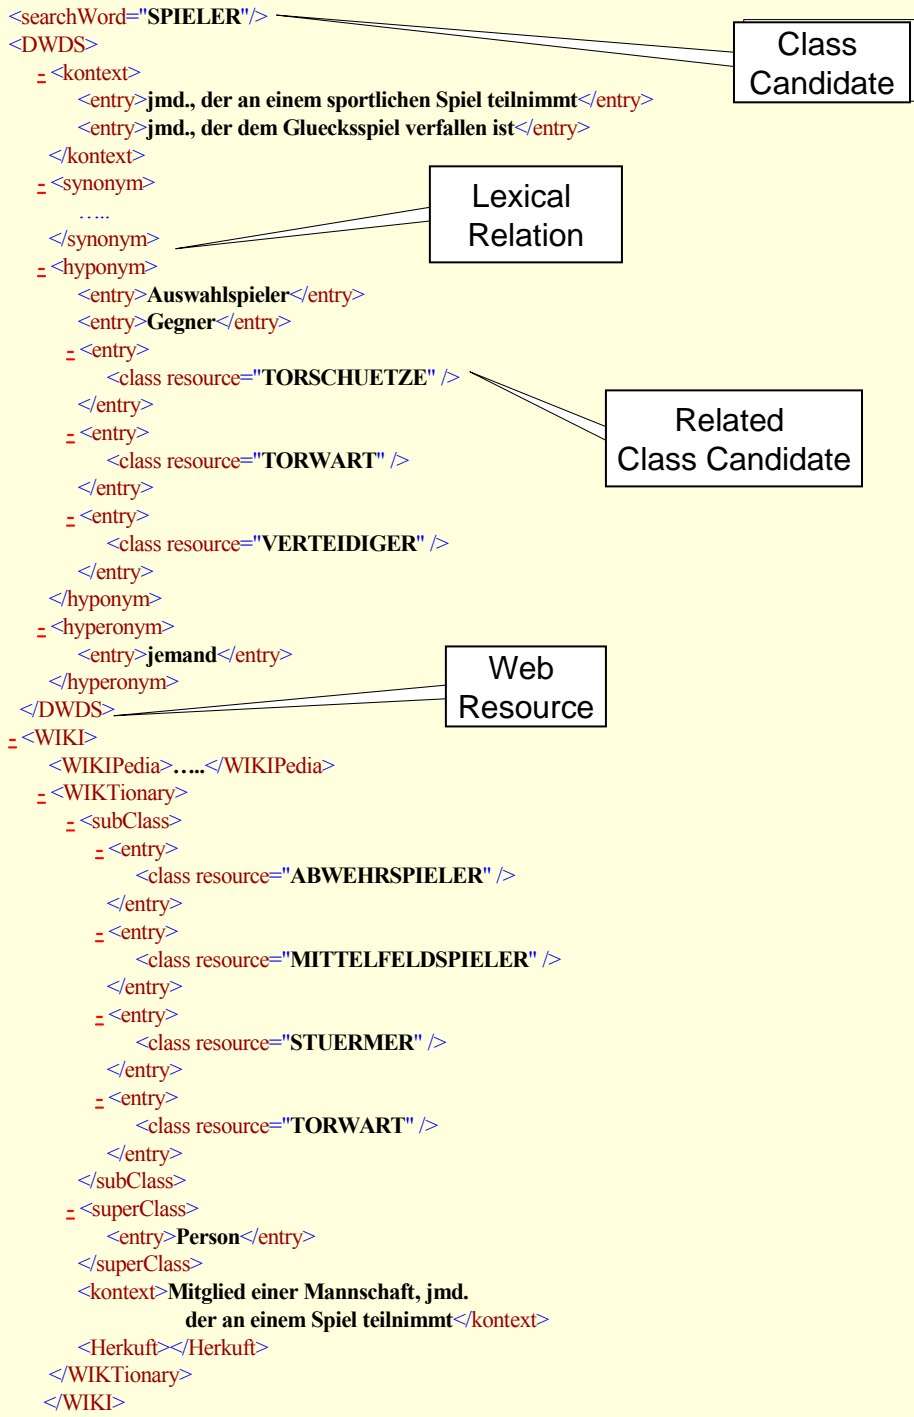 <searchWord="SPIELER"/>
Class
Candidate
<DWDS>
- <kontext>
<entry>jmd., der an einem sportlichen Spiel teilnimmt</entry>
<entry>jmd., der dem Gluecksspiel verfallen ist</entry>
</kontext>
- <synonym>
…..
</synonym>
Lexical
Relation
- <hyponym>
<entry>Auswahlspieler</entry>
<entry>Gegner</entry>
- <entry>
<class resource="TORSCHUETZE" />
</entry>
Related
Class Candidate
- <entry>
<class resource="TORWART" />
</entry>
- <entry>
<class resource="VERTEIDIGER" />
</entry>
</hyponym>
- <hyperonym>
<entry>jemand</entry>
</hyperonym>
Web
Resource
</DWDS>
- <WIKI>
<WIKIPedia>…..</WIKIPedia>
- <WIKTionary>
- <subClass>
- <entry>
<class resource="ABWEHRSPIELER" />
</entry>
- <entry>
<class resource="MITTELFELDSPIELER" />
</entry>
- <entry>
<class resource="STUERMER" />
</entry>
- <entry>
<class resource="TORWART" />
</entry>
</subClass>
- <superClass>
<entry>Person</entry>
</superClass>
<kontext>Mitglied einer Mannschaft, jmd.
der an einem Spiel teilnimmt</kontext>
<Herkuft></Herkuft>
</WIKTionary>
</WIKI>